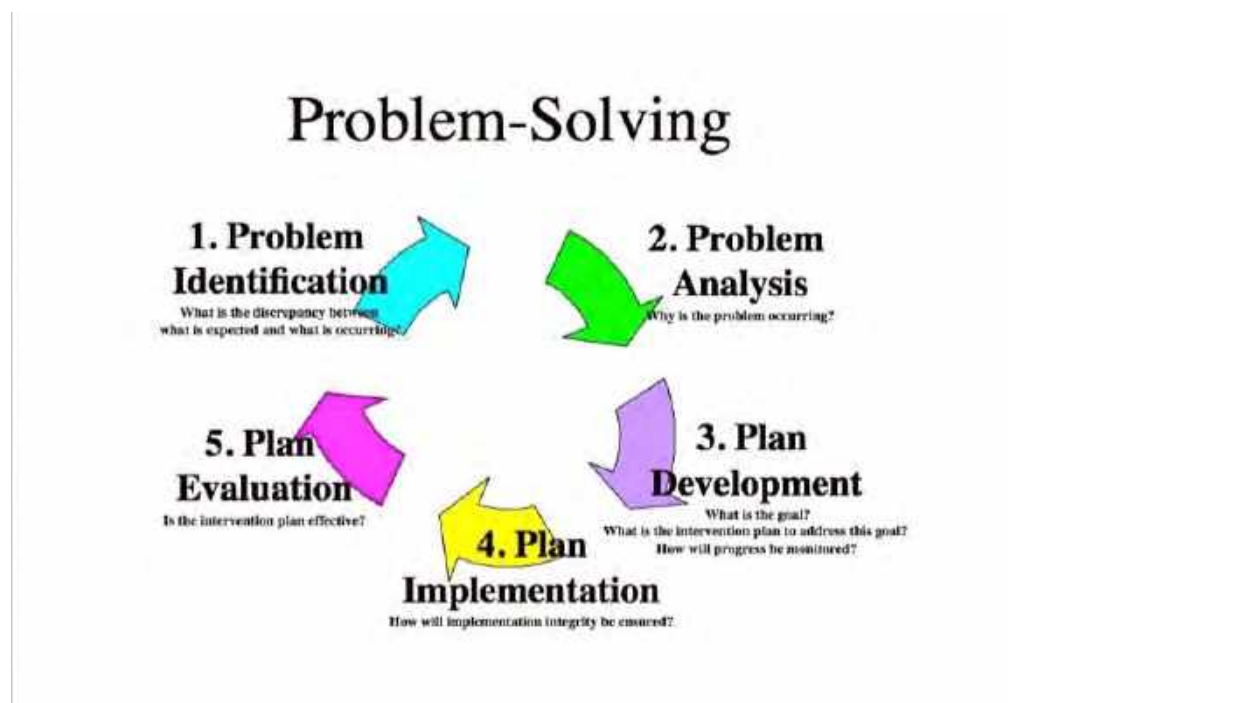 Problem-Solving
1. Problem
Identification
What is the discrepancy between
what is expected and what is occurring?
2. Problem
Analysis
Why is the problem occurring?
3. Plan
Development
What is the goal?
What is the intervention plan to address this goal?
How will progress be monitored?
4. Plan
Implementation
How will implementation integrity be ensured?
5. Plan
Evaluation
Is the intervention plan effective?